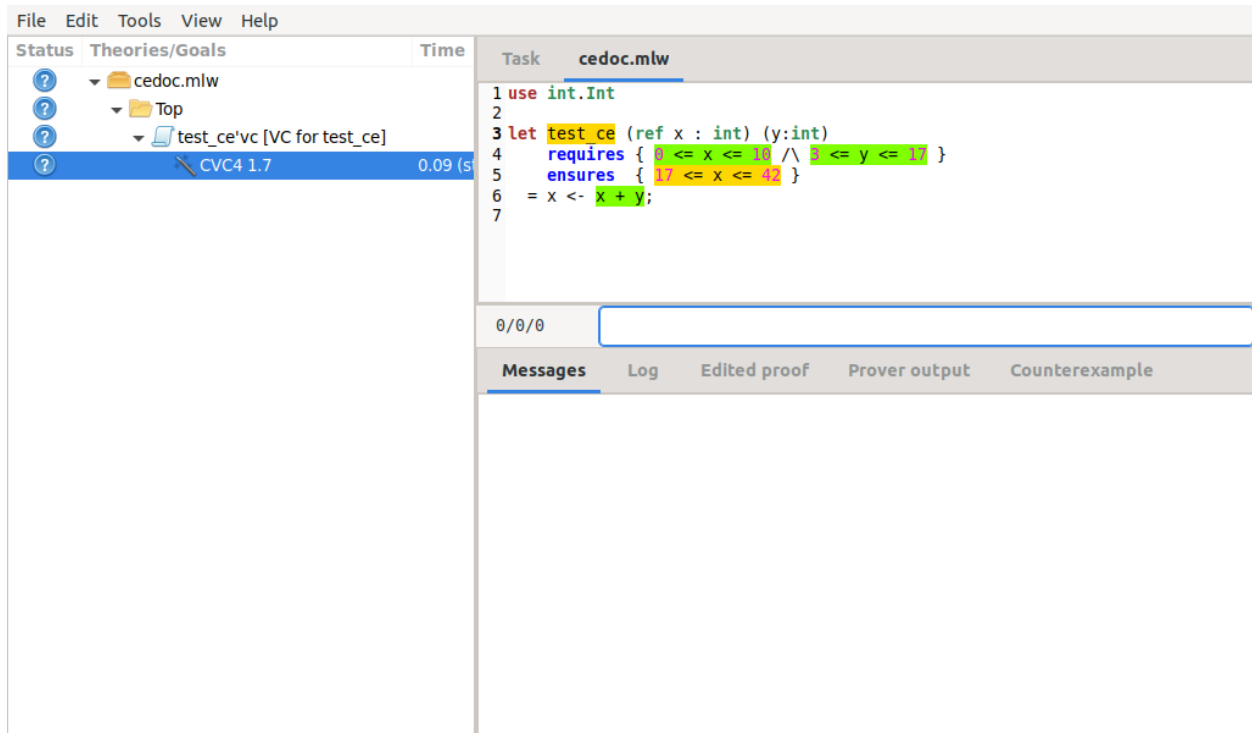 File Edit Tools View Help
Status Theories/Goals Time
cedoc.mlw
Top
test_ce'vc [VC for test_ce]
CVC4 1.7 0.09 (st
Task cedoc.mlw
1 use int.Int
2
3 let test_ce (ref x : int) (y:int)
4 requires { 0 <= x <= 10 /\ 3 <= y <= 17 }
5 ensures { 17 <= x <= 42 }
6 = x <- x + y;
7
0/0/0
Messages Log Edited proof Prover output Counterexample